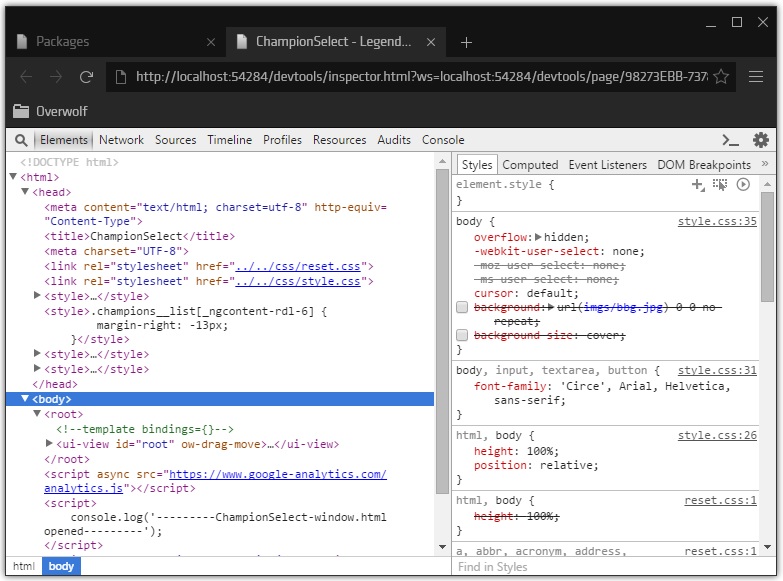 Packages
ChampionSelect - Legend...
http://localhost:54284/devtools/inspector.html?ws=localhost:54284/devtools/page/98273EBB-737
Overwolf
Elements Network Sources Timeline Profiles Resources Audits Console
<!DOCTYPE html>
<html>
<head>
<meta content="text/html; charset=utf-8" http-equiv=
"Content-Type">
<title>ChampionSelect</title>
<meta charset="UTF-8">
<link rel="stylesheet" href="../../css/reset.css">
<link rel="stylesheet" href="../../css/style.css">
<style>…</style>
<style>.champions__list[_ngcontent-rdl-6] {
margin-right: -13px;
}</style>
<style>…</style>
<style>…</style>
</head>
<body>
<root>
<!--template bindings={}-->
<ui-view id="root" ow-drag-move>…</ui-view>
</root>
<script async src="https://www.google-analytics.com/
analytics.js"></script>
<script>
console.log('---------ChampionSelect-window.html
opened---------');
</script>
html body
Styles Computed Event Listeners DOM Breakpoints »
element.style {
}
body { style.css:35
overflow: hidden;
-webkit-user-select: none;
-moz-user-select: none;
-ms-user-select: none;
cursor: default;
background: url(imgs/bbg.jpg) 0 0 no-
repeat;
background-size: cover;
}
body, input, textarea, button { style.css:31
font-family: 'Circe', Arial, Helvetica,
sans-serif;
}
html, body { style.css:26
height: 100%;
position: relative;
}
html, body { reset.css:1
height: 100%;
}
a, abbr, acronym, address, reset.css:1
Find in Styles